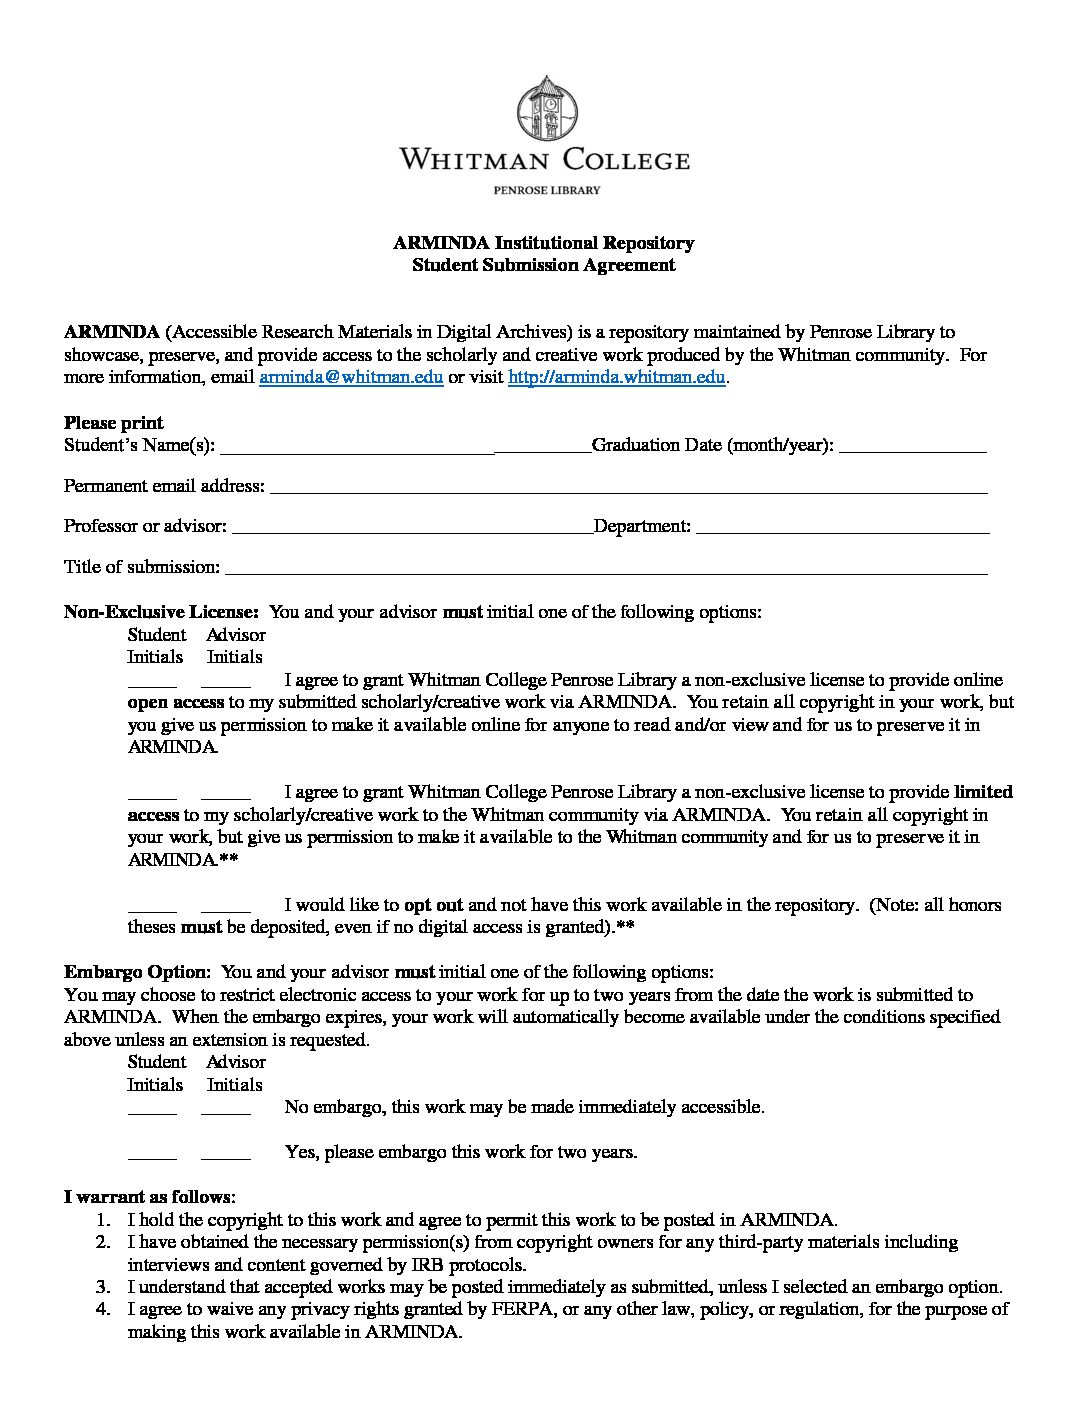 WHITMAN COLLEGE
PENROSE LIBRARY
ARMINDA Institutional Repository
Student Submission Agreement
ARMINDA (Accessible Research Materials in Digital Archives) is a repository maintained by Penrose Library to
showcase, preserve, and provide access to the scholarly and creative work produced by the Whitman community.  For
more information, email arminda@whitman.edu or visit http://arminda.whitman.edu.
Please print
Student's Name(s): ______________________________________Graduation Date (month/year): _______________
Permanent email address: _________________________________________________________________________
Professor or advisor: _____________________________________Department: ______________________________
Title of submission: ______________________________________________________________________________
Non-Exclusive License:  You and your advisor must initial one of the following options:
Student Advisor
Initials Initials
_____ _____ I agree to grant Whitman College Penrose Library a non-exclusive license to provide online
open access to my submitted scholarly/creative work via ARMINDA.  You retain all copyright in your work, but
you give us permission to make it available online for anyone to read and/or view and for us to preserve it in
ARMINDA.
_____ _____ I agree to grant Whitman College Penrose Library a non-exclusive license to provide limited
access to my scholarly/creative work to the Whitman community via ARMINDA.  You retain all copyright in
your work, but give us permission to make it available to the Whitman community and for us to preserve it in
ARMINDA.**
_____ _____ I would like to opt out and not have this work available in the repository.  (Note: all honors
theses must be deposited, even if no digital access is granted).**
Embargo Option:  You and your advisor must initial one of the following options:
You may choose to restrict electronic access to your work for up to two years from the date the work is submitted to
ARMINDA.  When the embargo expires, your work will automatically become available under the conditions specified
above unless an extension is requested.
Student Advisor
Initials Initials
_____ _____ No embargo, this work may be made immediately accessible.
_____ _____ Yes, please embargo this work for two years.
I warrant as follows:
1. I hold the copyright to this work and agree to permit this work to be posted in ARMINDA.
2. I have obtained the necessary permission(s) from copyright owners for any third-party materials including
interviews and content governed by IRB protocols.
3. I understand that accepted works may be posted immediately as submitted, unless I selected an embargo option.
4. I agree to waive any privacy rights granted by FERPA, or any other law, policy, or regulation, for the purpose of
making this work available in ARMINDA.